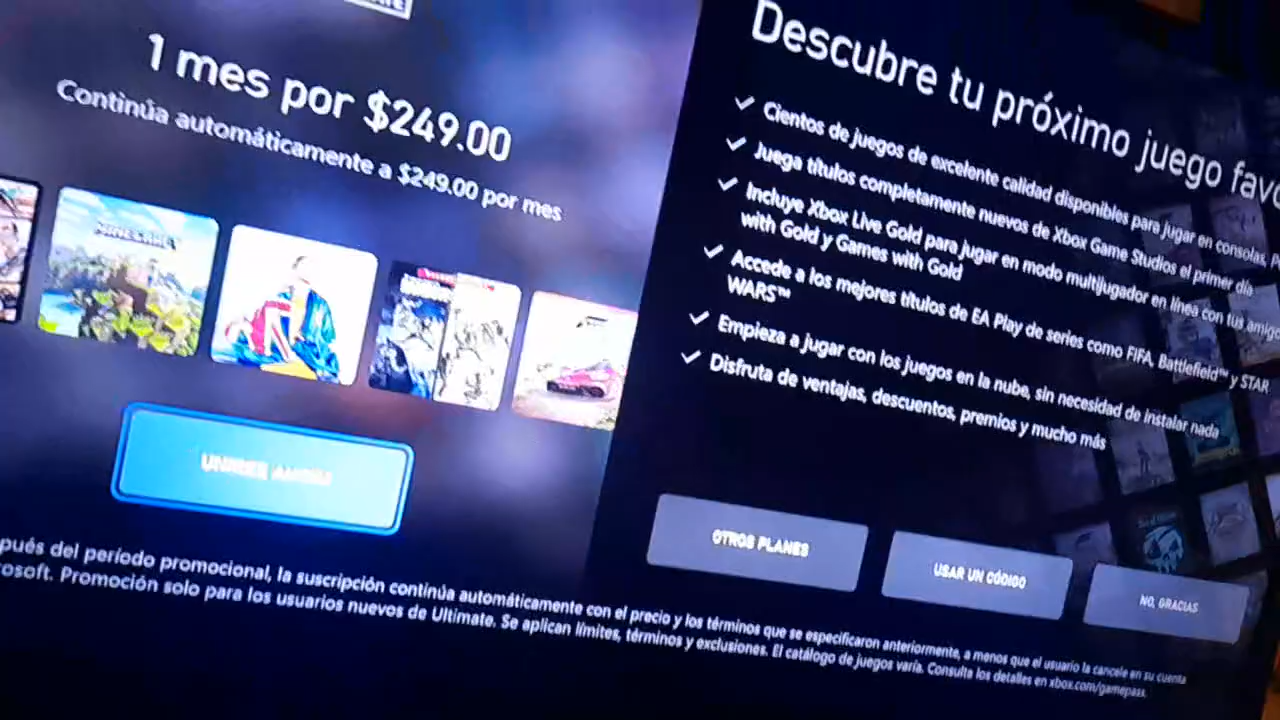 1 mes por $249.00
Continúa automáticamente a $249.00 por mes
MINECRAFT
UNIRSE AHORA
Descubre tu próximo juego favo
Cientos de juegos de excelente calidad disponibles para jugar en consolas, P
Juega títulos completamente nuevos de Xbox Game Studios el primer día
Incluye Xbox Live Gold para jugar en modo multijugador en línea con tus amigo
with Gold y Games with Gold
Accede a los mejores títulos de EA Play de series como FIFA, Battlefield™ y STAR
WARS™
Empieza a jugar con los juegos en la nube, sin necesidad de instalar nada
Disfruta de ventajas, descuentos, premios y mucho más
OTROS PLANES
USAR UN CÓDIGO
NO, GRACIAS
pués del período promocional, la suscripción continúa automáticamente con el precio y los términos que se especificaron anteriormente, a menos que el usuario la cancele en su cuenta
osoft. Promoción solo para los usuarios nuevos de Ultimate. Se aplican límites, términos y exclusiones. El catálogo de juegos varía. Consulta los detalles en xbox.com/gamepass.